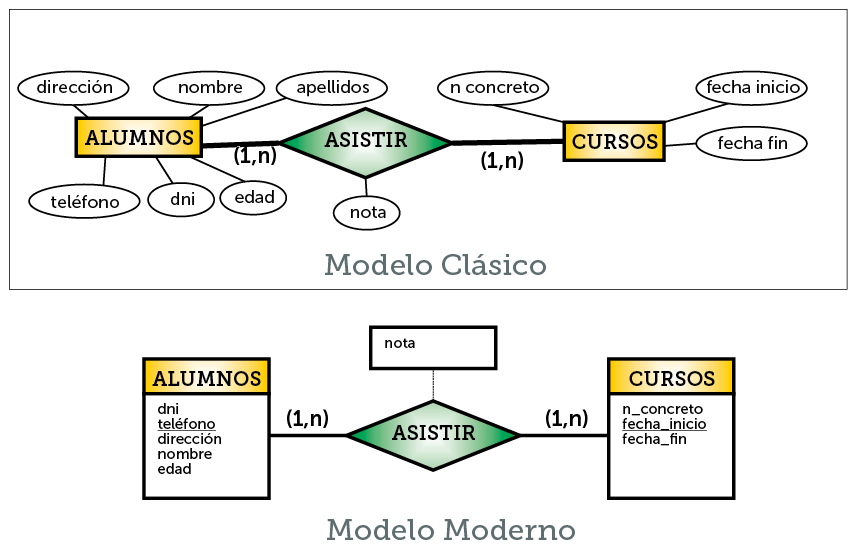 dirección
nombre
apellidos
n concreto
fecha inicio
ALUMNOS
(1,n)
ASISTIR
(1,n)
CURSOS
fecha fin
teléfono
dni
edad
nota
Modelo Clásico
nota
ALUMNOS
dni
teléfono
dirección
nombre
edad
(1,n)
ASISTIR
(1,n)
CURSOS
n_concreto
fecha_inicio
fecha_fin
Modelo Moderno